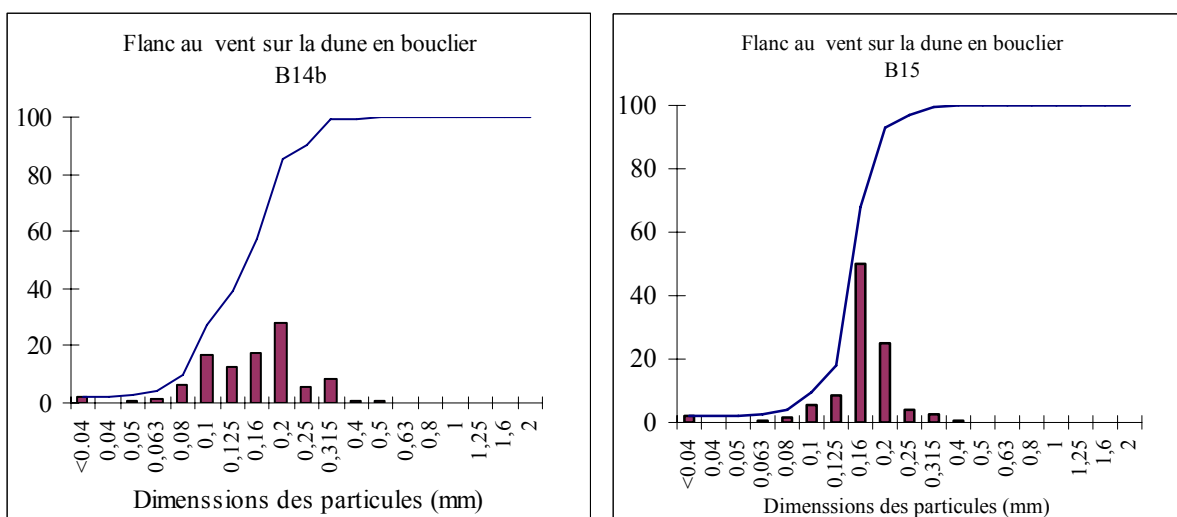 Flanc au vent sur la dune en bouclier
B14b
100
80
60
40
20
0
<0.04 0,04 0,05 0,063 0,08 0,1 0,125 0,16 0,2 0,25 0,315 0,4 0,5 0,63 0,8 1 1,25 1,6 2
Dimenssions des particules (mm)
Flanc au vent sur la dune en bouclier
B15
100
80
60
40
20
0
<0.04 0,04 0,05 0,063 0,08 0,1 0,125 0,16 0,2 0,25 0,315 0,4 0,5 0,63 0,8 1 1,25 1,6 2
Dimenssions des particules (mm)